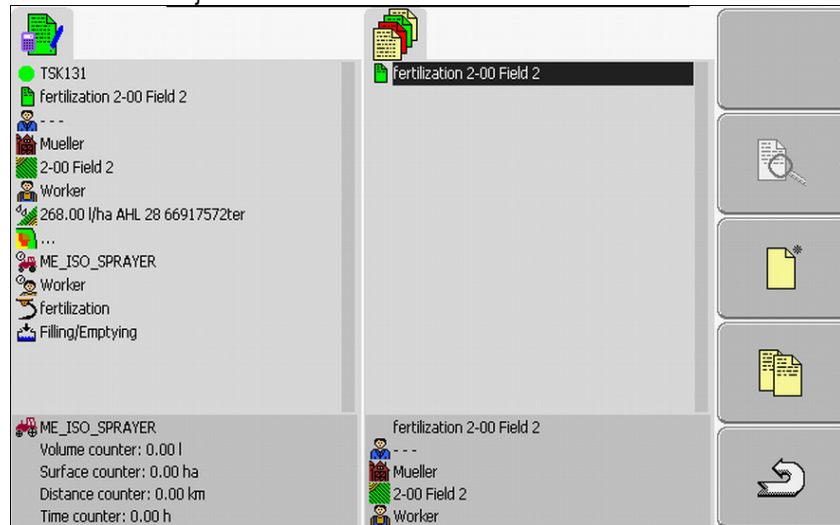 TSK131
fertilization 2-00 Field 2
---
Mueller
2-00 Field 2
Worker
268.00 l/ha AHL 28 66917572ter
...
ME_ISO_SPRAYER
Worker
fertilization
Filling/Emptying
ME_ISO_SPRAYER
Volume counter: 0.00 l
Surface counter: 0.00 ha
Distance counter: 0.00 km
Time counter: 0.00 h
fertilization 2-00 Field 2
fertilization 2-00 Field 2
---
Mueller
2-00 Field 2
Worker